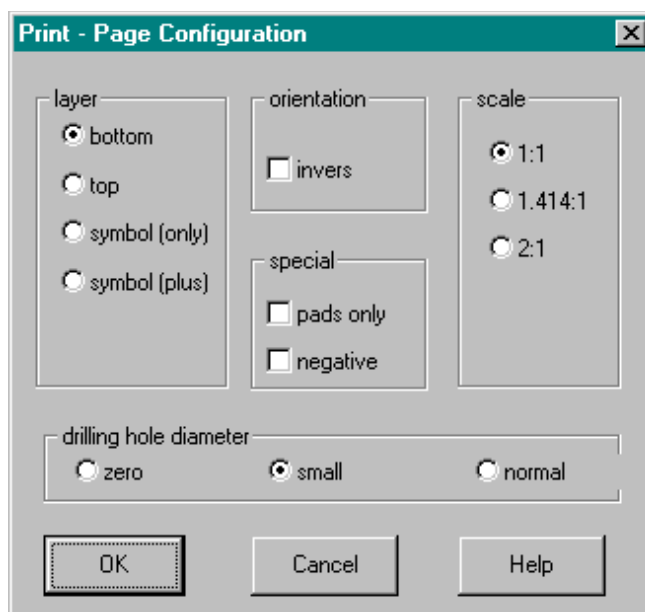 Print - Page Configuration
layer
bottom
top
symbol (only)
symbol (plus)
orientation
invers
special
pads only
negative
scale
1:1
1.414:1
2:1
drilling hole diameter
zero
small
normal
OK
Cancel
Help